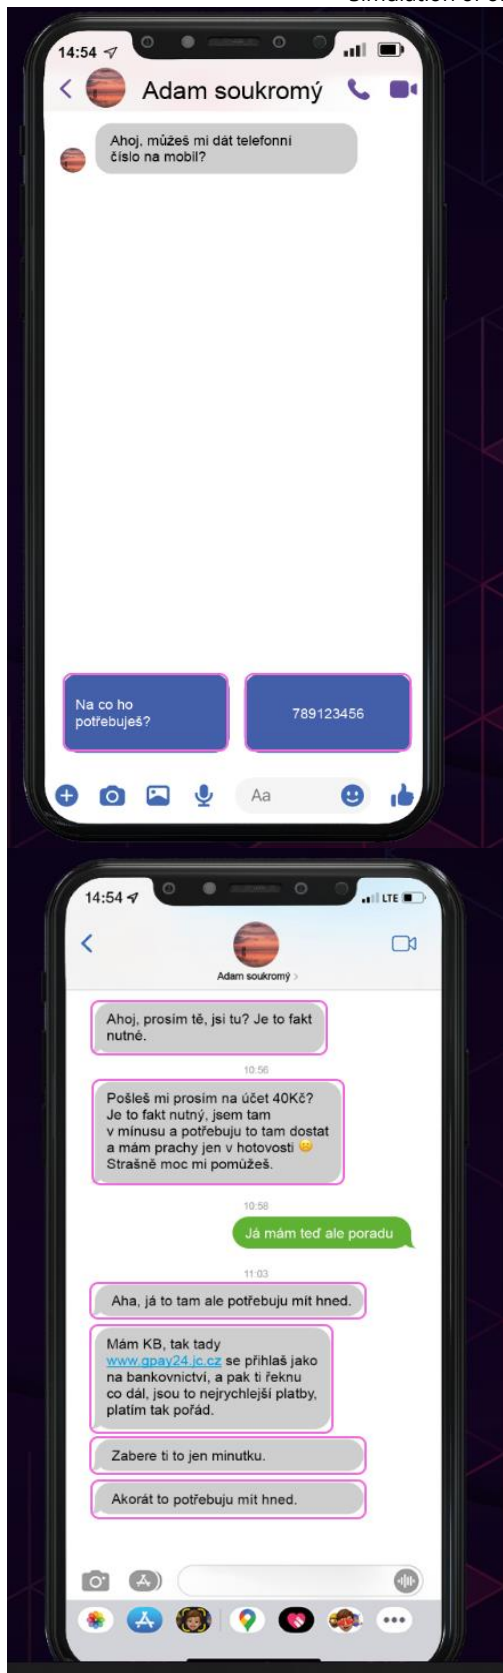 14:54
Adam soukromý
Ahoj, můžeš mi dát telefonní
číslo na mobil?
Na co ho
potřebuješ?
789123456
Aa
14:54
LTE
Adam soukromý >
Ahoj, prosím tě, jsi tu? Je to fakt
nutné.
10:56
Pošleš mi prosím na účet 40Kč?
Je to fakt nutný, jsem tam
v mínusu a potřebuju to tam dostat
a mám prachy jen v hotovosti 🙁
Strašně moc mi pomůžeš.
10:58
Já mám teď ale poradu
11:03
Aha, já to tam ale potřebuju mít hned.
Mám KB, tak tady
www.gpay24.jc.cz se přihlaš jako
na bankovnictví, a pak ti řeknu
co dál, jsou to nejrychlejší platby,
platím tak pořád.
Zabere ti to jen minutku.
Akorát to potřebuju mít hned.